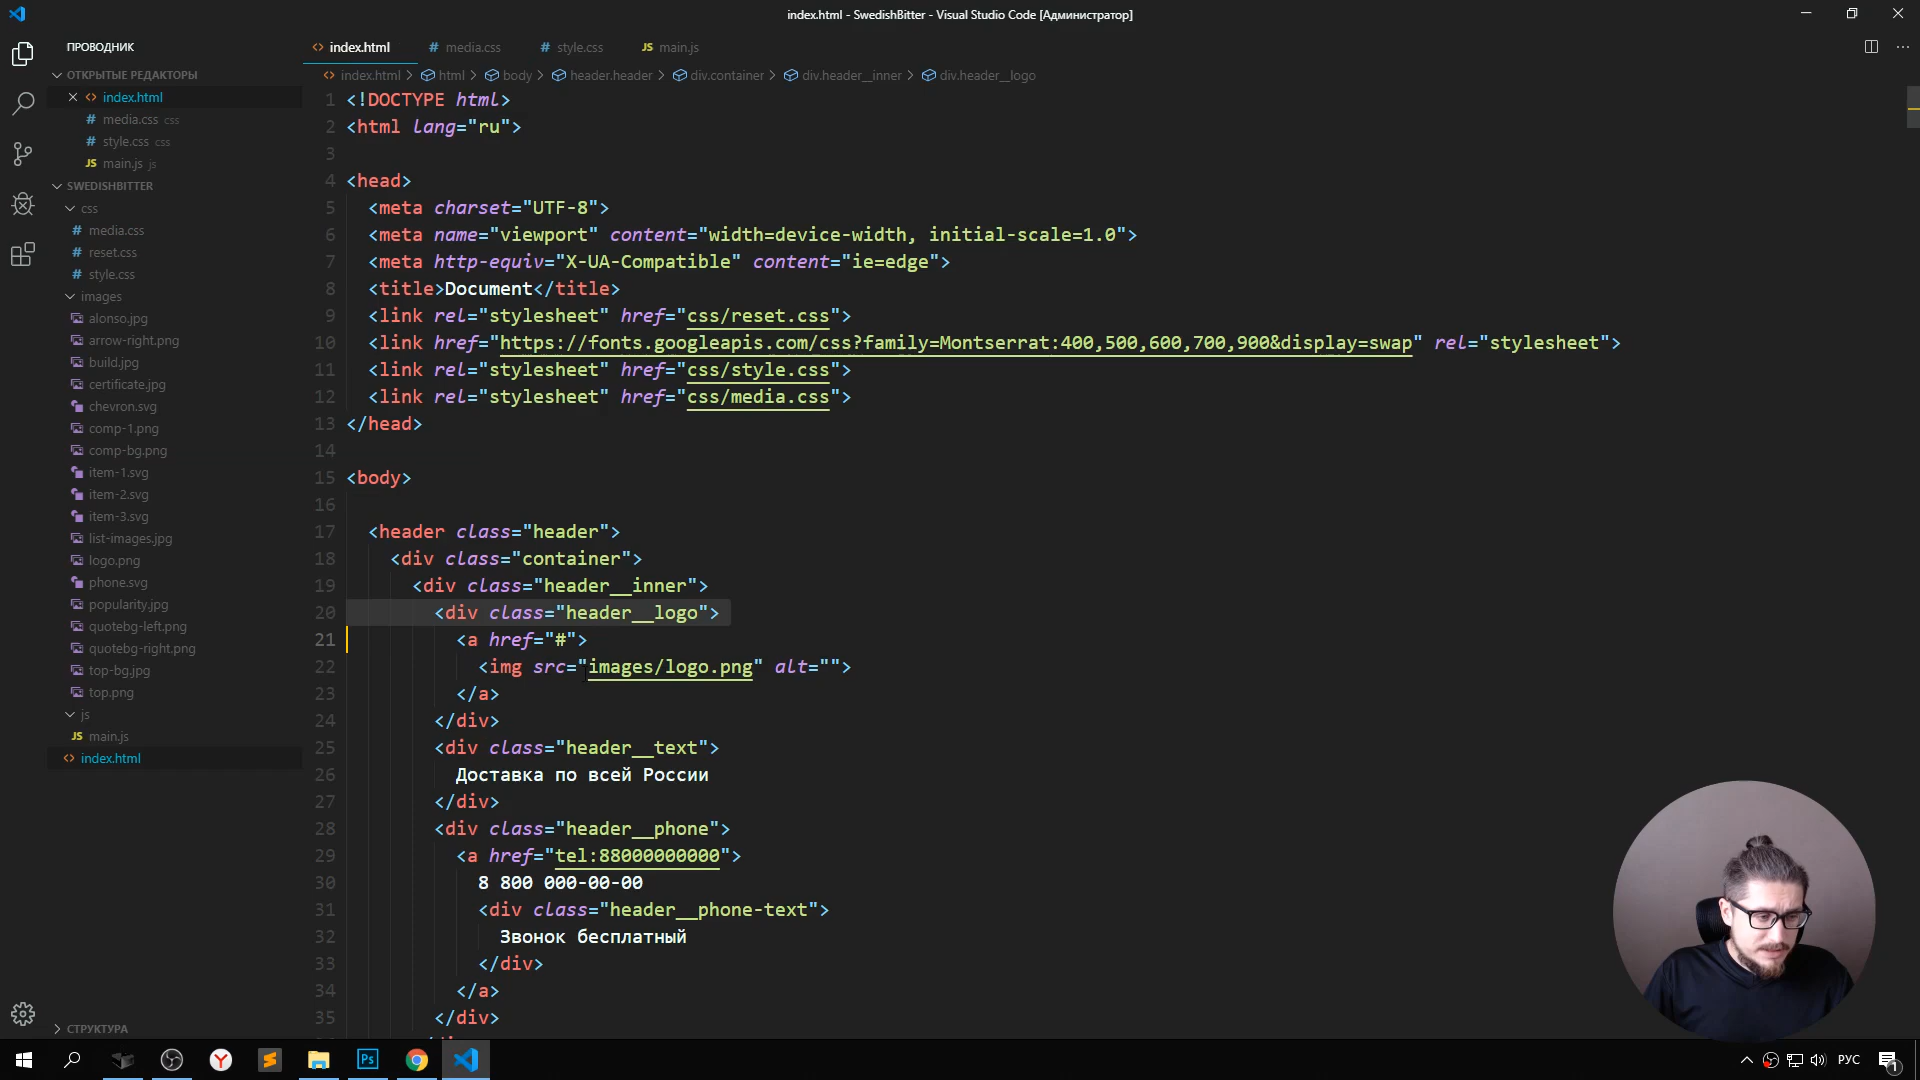 index.html - SwedishBitter - Visual Studio Code [Администратор]
ПРОВОДНИК
ОТКРЫТЫЕ РЕДАКТОРЫ
index.html
media.css css
style.css css
main.js js
SWEDISHBITTER
css
media.css
reset.css
style.css
images
alonso.jpg
arrow-right.png
build.jpg
certificate.jpg
chevron.svg
comp-1.png
comp-bg.png
item-1.svg
item-2.svg
item-3.svg
list-images.jpg
logo.png
phone.svg
popularity.jpg
quotebg-left.png
quotebg-right.png
top-bg.jpg
top.png
js
JS main.js
index.html
СТРУКТУРА
index.html # media.css # style.css JS main.js
index.html > html > body > header.header > div.container > div.header__inner > div.header__logo
1 <!DOCTYPE html>
2 <html lang="ru">
3
4 <head>
5 <meta charset="UTF-8">
6 <meta name="viewport" content="width=device-width, initial-scale=1.0">
7 <meta http-equiv="X-UA-Compatible" content="ie=edge">
8 <title>Document</title>
9 <link rel="stylesheet" href="css/reset.css">
10 <link href="https://fonts.googleapis.com/css?family=Montserrat:400,500,600,700,900&display=swap" rel="stylesheet">
11 <link rel="stylesheet" href="css/style.css">
12 <link rel="stylesheet" href="css/media.css">
13 </head>
14
15 <body>
16
17 <header class="header">
18 <div class="container">
19 <div class="header__inner">
20 <div class="header__logo">
21 <a href="#">
22 <img src="images/logo.png" alt="">
23 </a>
24 </div>
25 <div class="header__text">
26 Доставка по всей России
27 </div>
28 <div class="header__phone">
29 <a href="tel:88000000000">
30 8 800 000-00-00
31 <div class="header__phone-text">
32 Звонок бесплатный
33 </div>
34 </a>
35 </div>
Ps
РУС
1